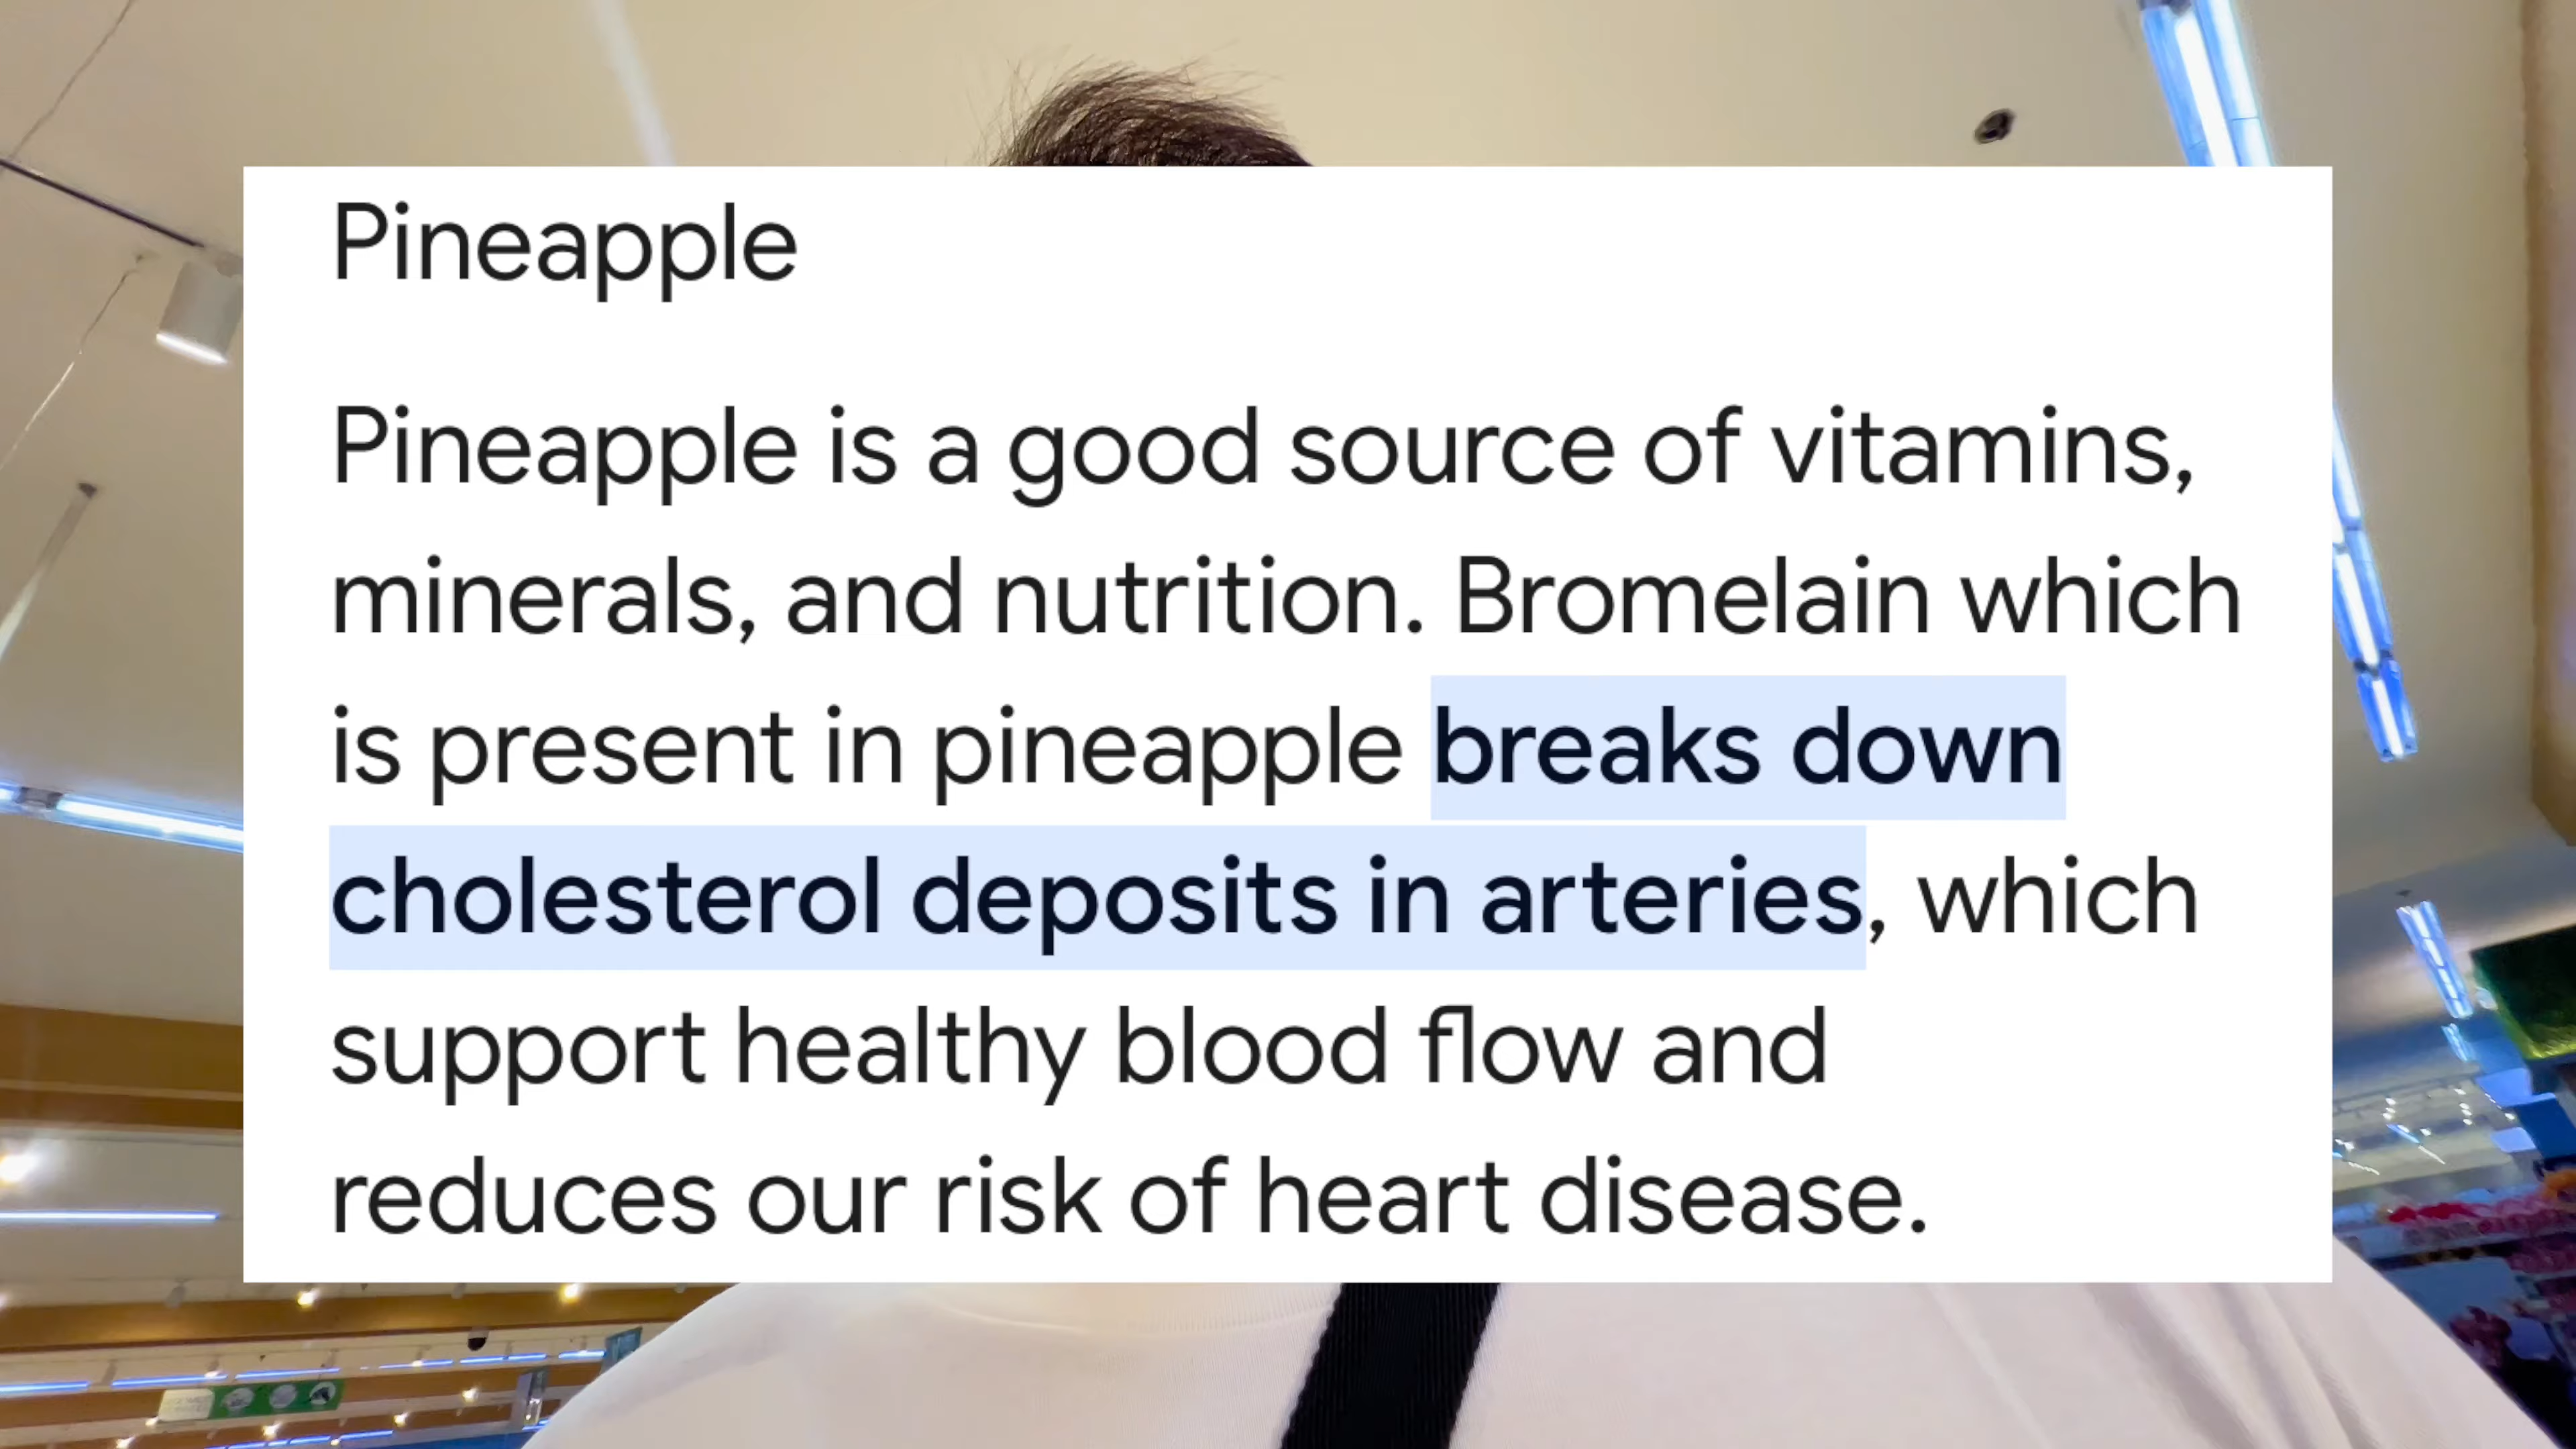 Pineapple
Pineapple is a good source of vitamins,
minerals, and nutrition. Bromelain which
is present in pineapple breaks down
cholesterol deposits in arteries, which
support healthy blood flow and
reduces our risk of heart disease.